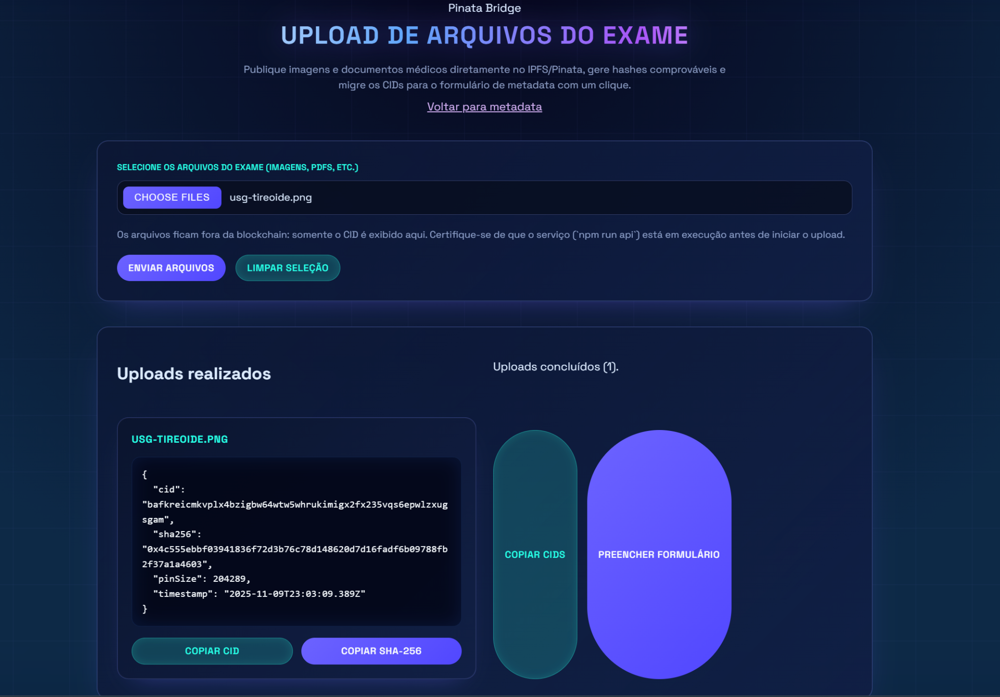 Pinata Bridge
UPLOAD DE ARQUIVOS DO EXAME
Publique imagens e documentos médicos diretamente no IPFS/Pinata, gere hashes comprováveis e
migre os CIDs para o formulário de metadata com um clique.
Voltar para metadata
SELECIONE OS ARQUIVOS DO EXAME (IMAGENS, PDFS, ETC.)
CHOOSE FILES usg-tireoide.png
Os arquivos ficam fora da blockchain: somente o CID é exibido aqui. Certifique-se de que o serviço (`npm run api`) está em execução antes de iniciar o upload.
ENVIAR ARQUIVOS LIMPAR SELEÇÃO
Uploads realizados
Uploads concluídos (1).
USG-TIREOIDE.PNG
{
"cid":
"bafkreicmkvplx4bzigbw64wtw5whrukimigx2fx235vqs6epwlzxug
sgam",
"sha256":
"0x4c555ebbf03941836f72d3b76c78d148620d7d16fadf6b09788fb
2f37a1a4603",
"pinSize": 204289,
"timestamp": "2025-11-09T23:03:09.389Z"
}
COPIAR CID COPIAR SHA-256
COPIAR CIDS
PREENCHER FORMULÁRIO